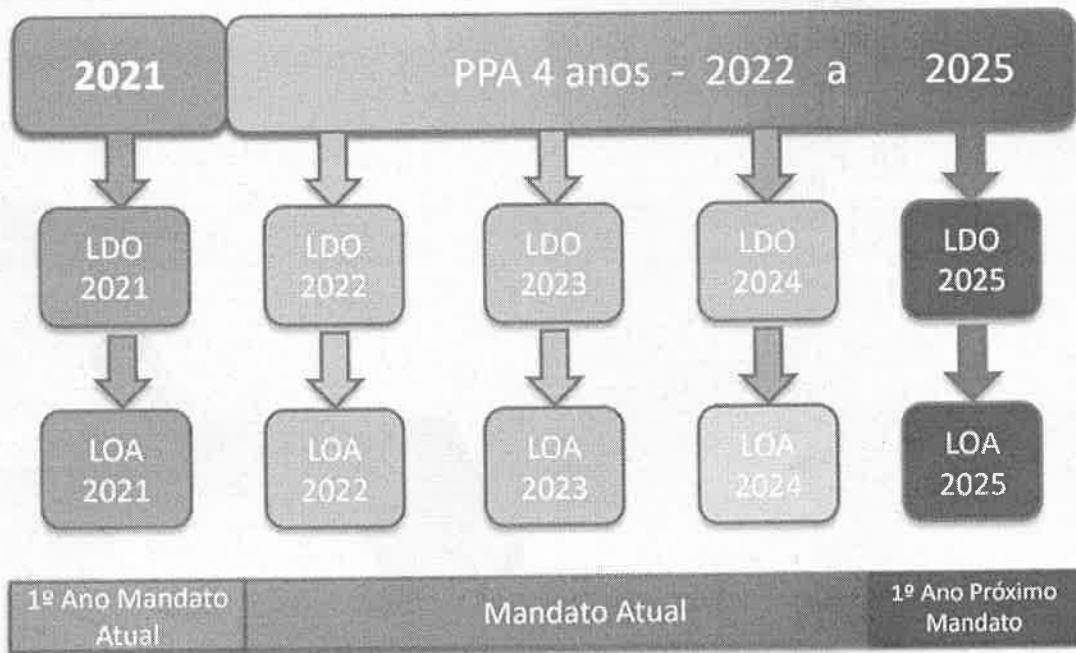 2021
PPA 4 anos - 2022 a 2025
LDO
2021
LDO
2022
LDO
2023
LDO
2024
LDO
2025
LOA
2021
LOA
2022
LOA
2023
LOA
2024
LOA
2025
1º Ano Mandato
Atual
Mandato Atual
1º Ano Próximo
Mandato